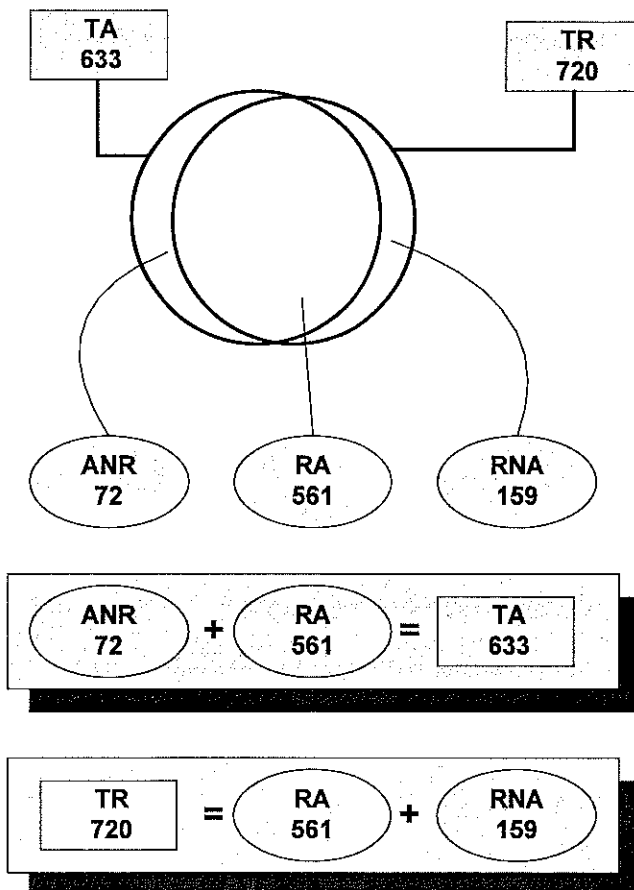 TA
633
TR
720
ANR
72
RA
561
RNA
159
ANR
72
+
RA
561
=
TA
633
TR
720
=
RA
561
+
RNA
159